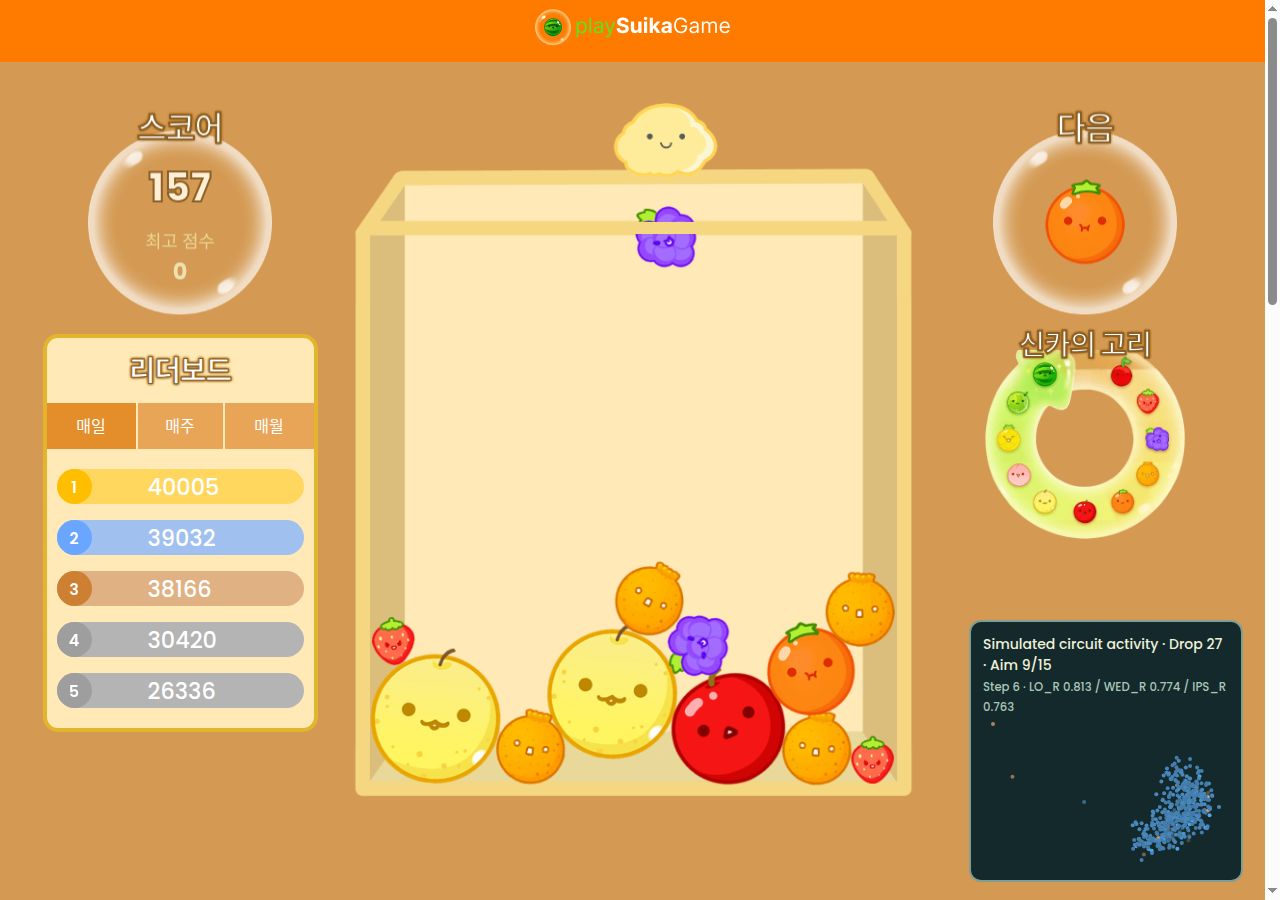 playSuikaGame
스코어
157
최고 점수
0
리더보드
매일 매주 매월
1 40005
2 39032
3 38166
4 30420
5 26336
다음
신카의 고리
Simulated circuit activity · Drop 27
· Aim 9/15
Step 6 · LO_R 0.813 / WED_R 0.774 / IPS_R
0.763